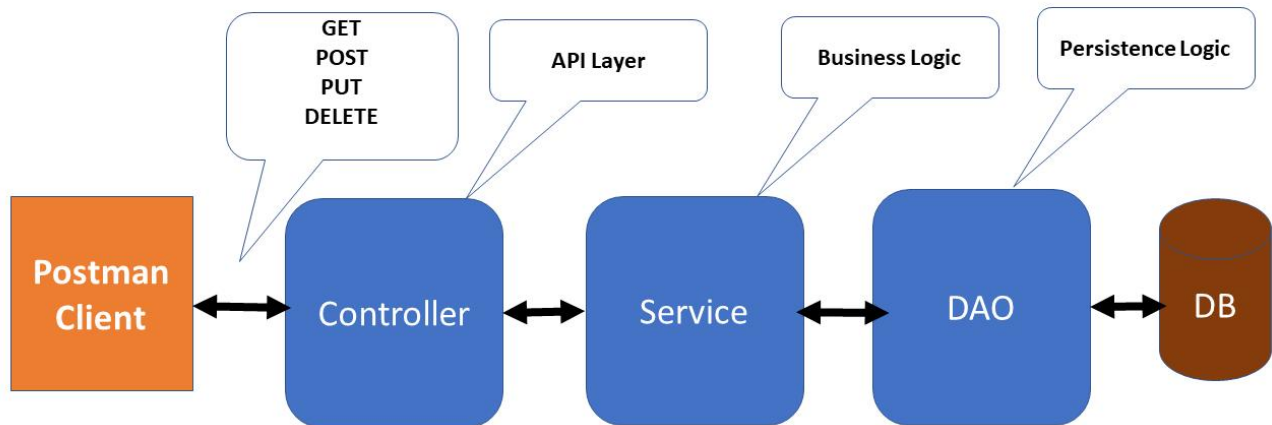 GET
POST
PUT
DELETE
API Layer
Business Logic
Persistence Logic
Postman
Client
Controller
Service
DAO
DB